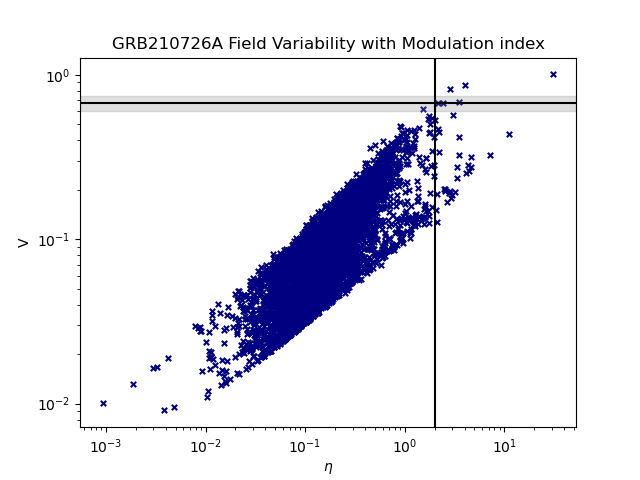 GRB210726A Field Variability with Modulation index
V
10⁰
10⁻¹
10⁻²
10⁻³
10⁻²
10⁻¹
10⁰
10¹
η